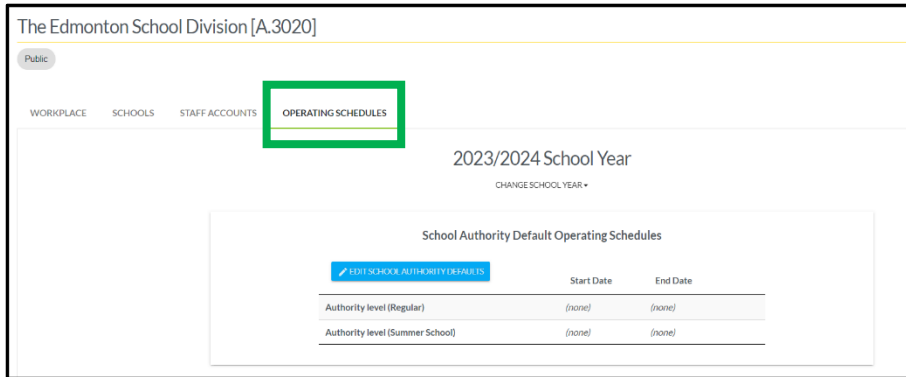 The Edmonton School Division [A.3020]
Public
WORKPLACE SCHOOLS STAFF ACCOUNTS OPERATING SCHEDULES
2023/2024 School Year
CHANGE SCHOOL YEAR
School Authority Default Operating Schedules
EDIT SCHOOL AUTHORITY DEFAULTS Start Date End Date
Authority level (Regular) (none) (none)
Authority level (Summer School) (none) (none)